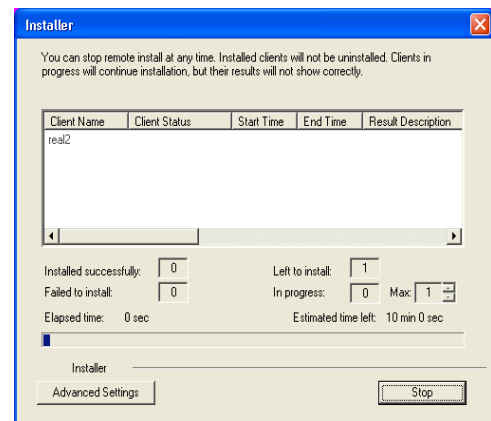 Installer
You can stop remote install at any time. Installed clients will not be uninstalled. Clients in
progress will continue installation, but their results will not show correctly.
Client Name Client Status Start Time End Time Result Description
real2
Installed successfully: 0 Left to install: 1
Failed to install: 0 In progress: 0 Max: 1
Elapsed time: 0 sec Estimated time left: 10 min 0 sec
Installer
Advanced Settings Stop